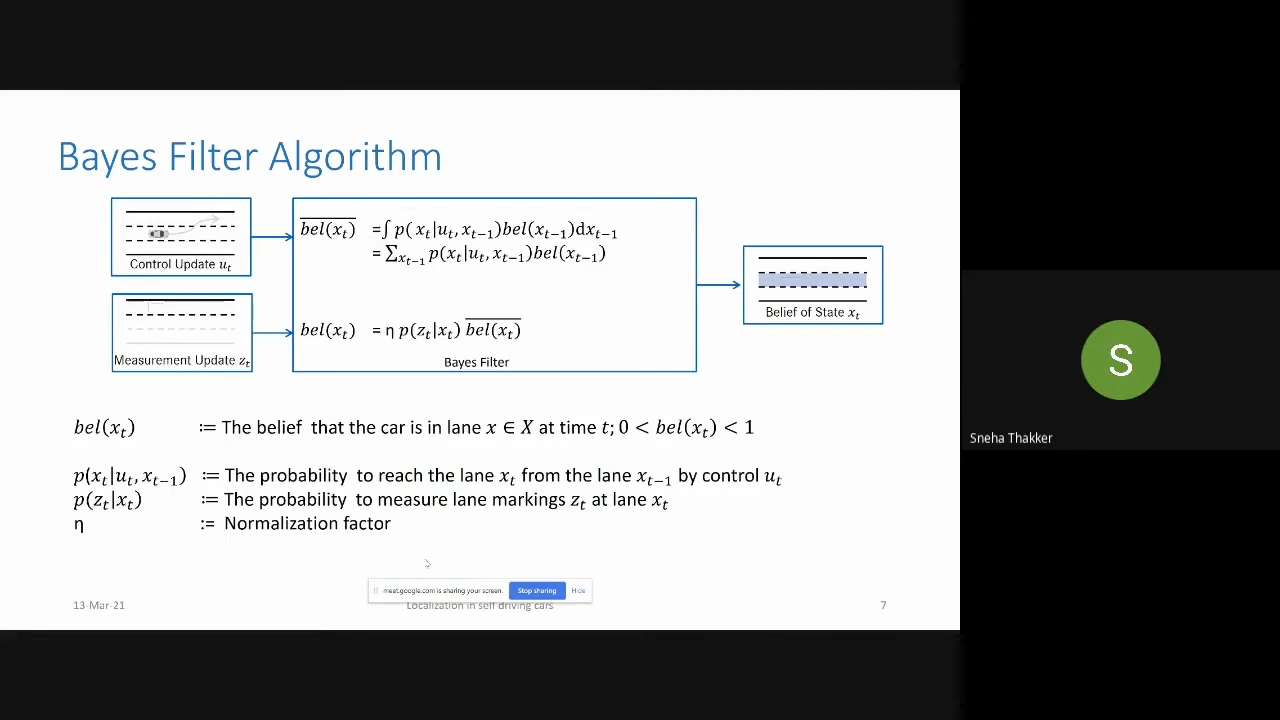 Bayes Filter Algorithm
Control Update u_t
Measurement Update z_t
\overline{bel(x_t)} =∫ p( x_t|u_t, x_{t−1})bel(x_{t−1})dx_{t−1}
= ∑_{x_{t−1}} p(x_t|u_t, x_{t−1})bel(x_{t−1})
bel(x_t) = η p(z_t|x_t) \overline{bel(x_t)}
Bayes Filter
Belief of State x_t
bel(x_t) ≔ The belief that the car is in lane x ∈ X at time t; 0 < bel(x_t) < 1
p(x_t|u_t, x_{t−1}) ≔ The probability to reach the lane x_t from the lane x_{t−1} by control u_t
p(z_t|x_t) ≔ The probability to measure lane markings z_t at lane x_t
η := Normalization factor
meet.google.com is sharing your screen. Stop sharing Hide
13-Mar-21 Localization in self driving cars 7
S
Sneha Thakker